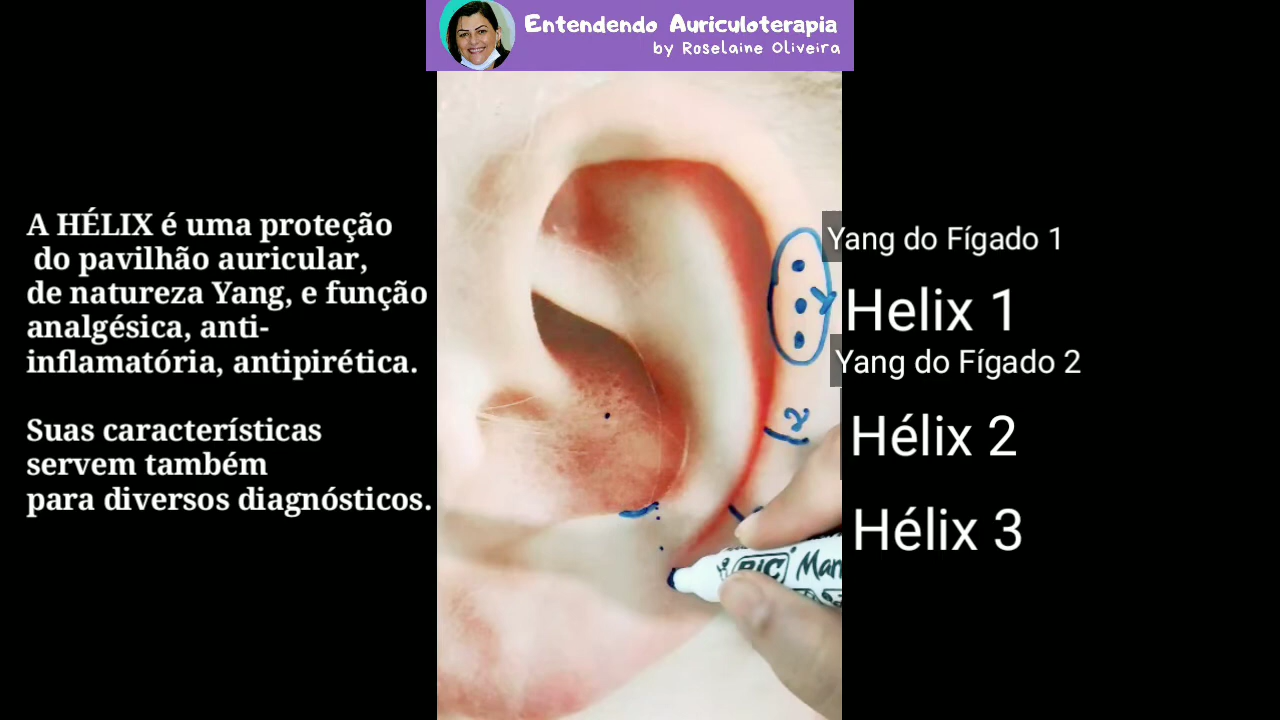 Entendendo Auriculoterapia
by Roselaine Oliveira
A HÉLIX é uma proteção
do pavilhão auricular,
de natureza Yang, e função
analgésica, anti-
inflamatória, antipirética.
Suas características
servem também
para diversos diagnósticos.
Yang do Fígado 1
Helix 1
Yang do Fígado 2
Hélix 2
Hélix 3
2
BIC